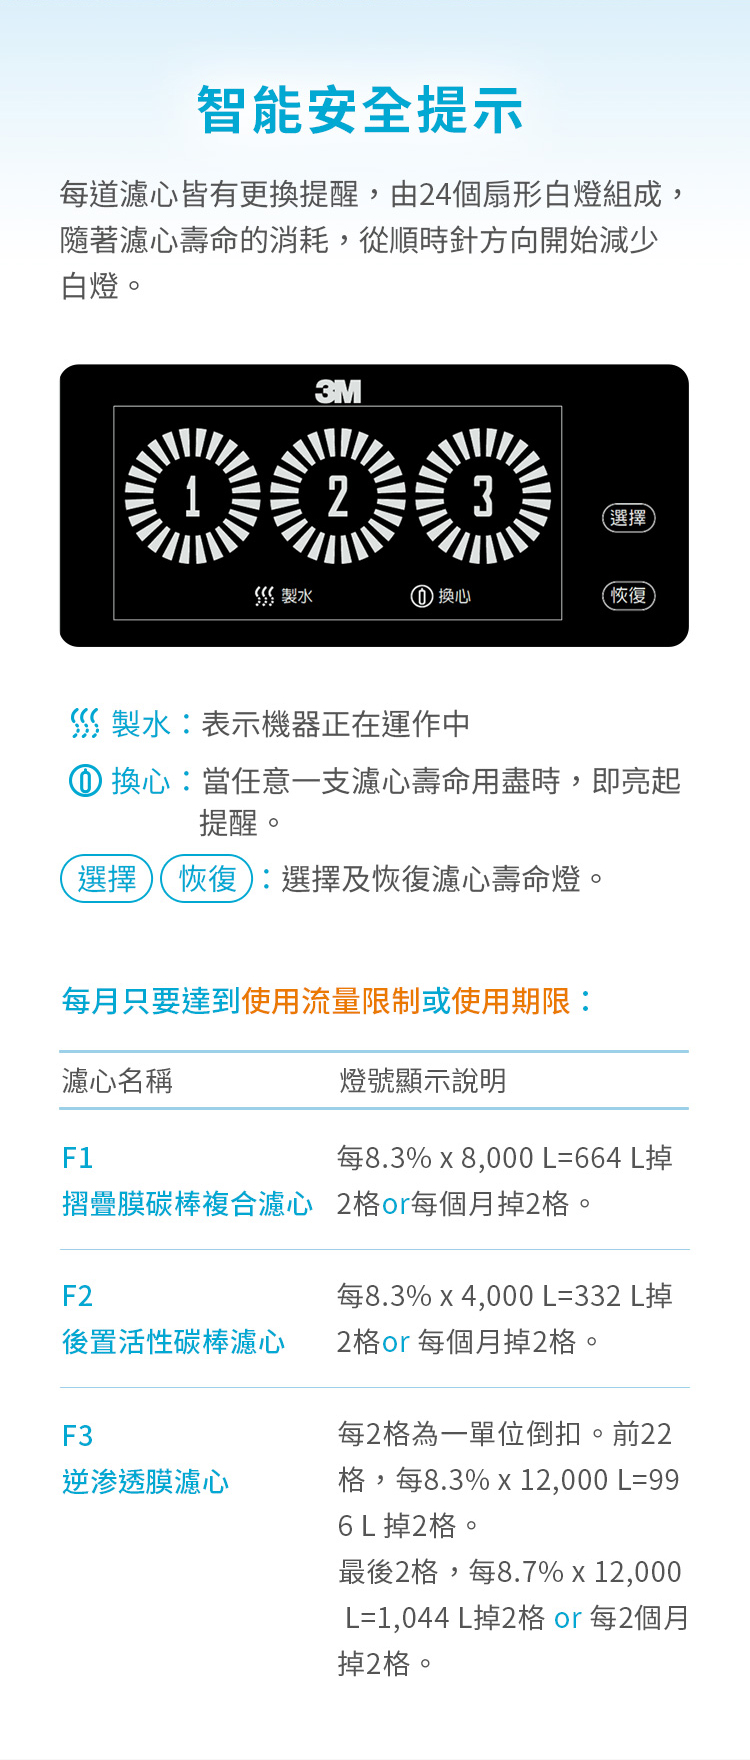 智能安全提示
每道濾心皆有更換提醒，由24個扇形白燈組成，
隨著濾心壽命的消耗，從順時針方向開始減少
白燈。
3M
1 2 3
選擇
製水 換心
恢復
製水：表示機器正在運作中
換心：當任意一支濾心壽命用盡時，即亮起
提醒。
選擇 恢復：選擇及恢復濾心壽命燈。
每月只要達到使用流量限制或使用期限：
濾心名稱 燈號顯示說明
F1
摺疊膜碳棒複合濾心
每8.3% x 8,000 L=664 L掉
2格or每個月掉2格。
F2
後置活性碳棒濾心
每8.3% x 4,000 L=332 L掉
2格or 每個月掉2格。
F3
逆渗透膜濾心
每2格為一單位倒扣。前22
格，每8.3% x 12,000 L=99
6 L 掉2格。
最後2格，每8.7% x 12,000
L=1,044 L掉2格 or 每2個月
掉2格。